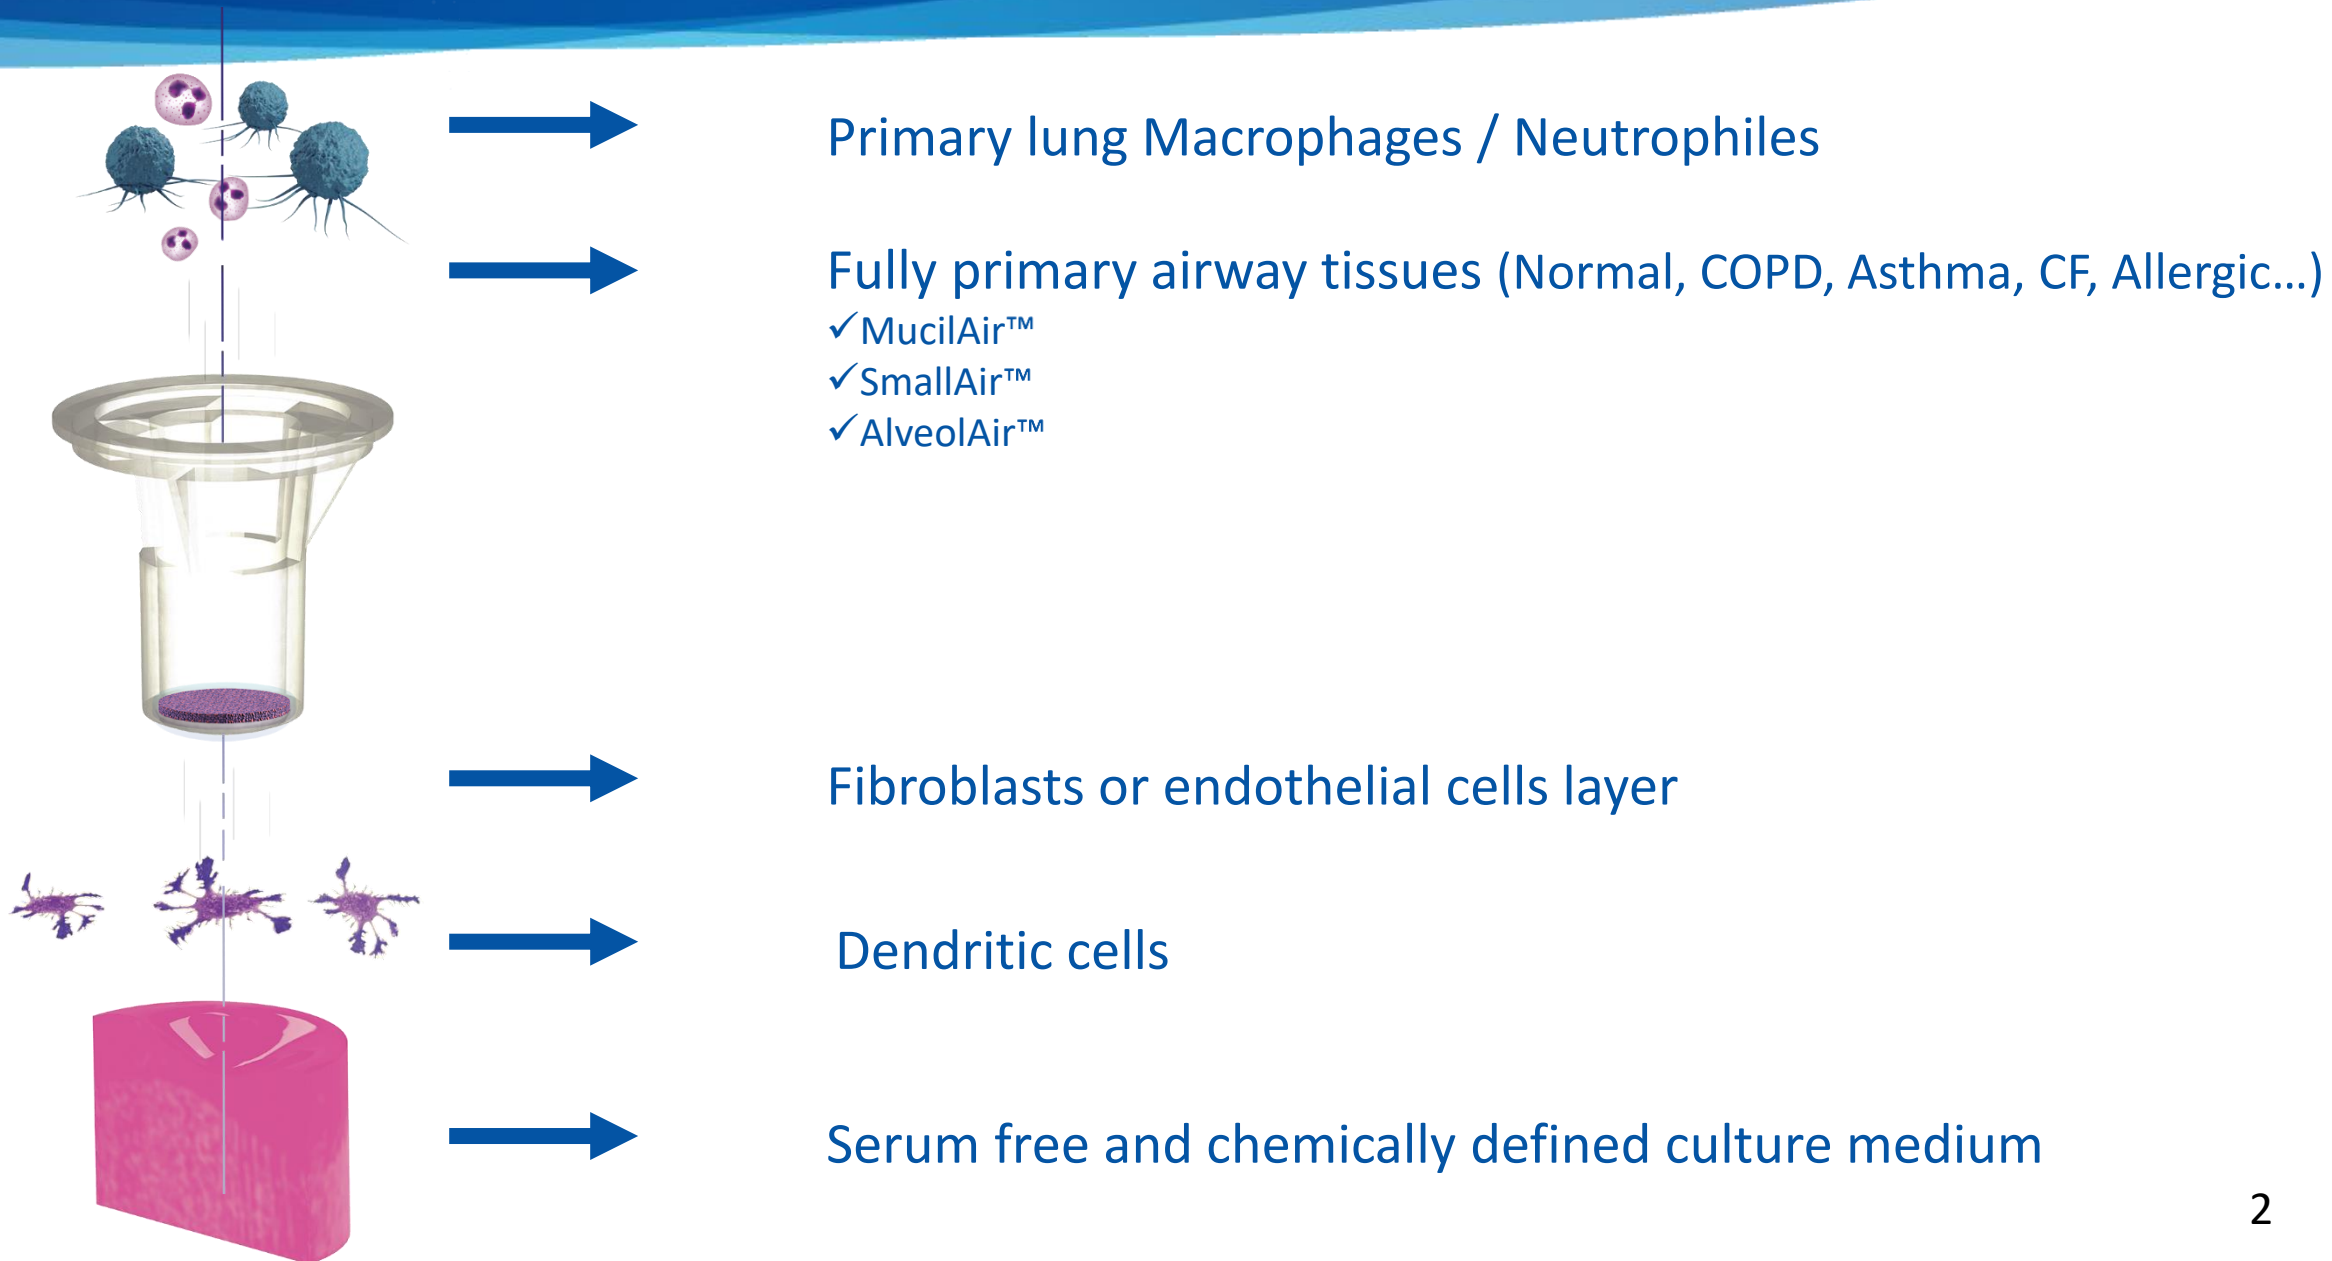 Primary lung Macrophages / Neutrophiles
Fully primary airway tissues (Normal, COPD, Asthma, CF, Allergic...)
✓MucilAir™
✓SmallAir™
✓AlveolAir™
Fibroblasts or endothelial cells layer
Dendritic cells
Serum free and chemically defined culture medium
2